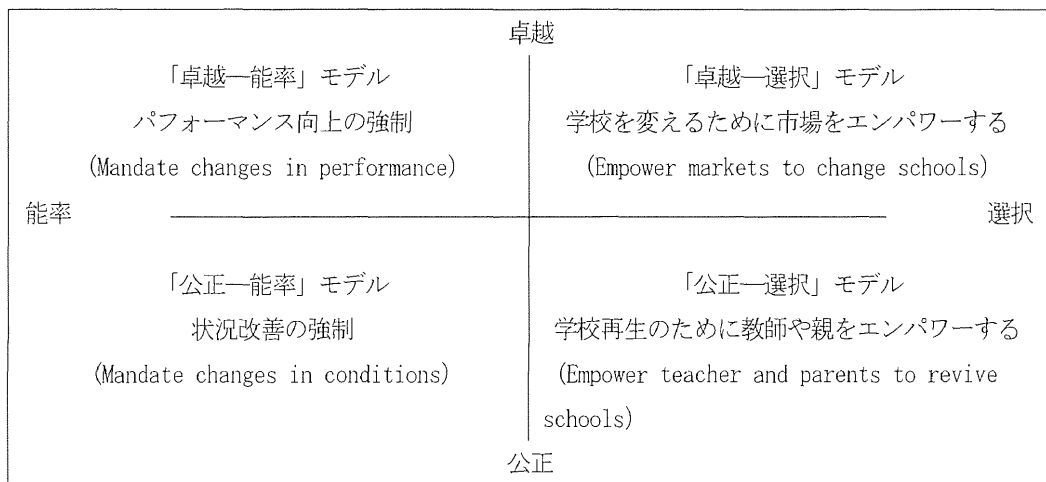 卓越
「卓越―能率」モデル
パフォーマンス向上の強制
(Mandate changes in performance)
「卓越―選択」モデル
学校を変えるために市場をエンパワーする
(Empower markets to change schools)
能率
選択
「公正―能率」モデル
状況改善の強制
(Mandate changes in conditions)
「公正―選択」モデル
学校再生のために教師や親をエンパワーする
(Empower teacher and parents to revive
schools)
公正